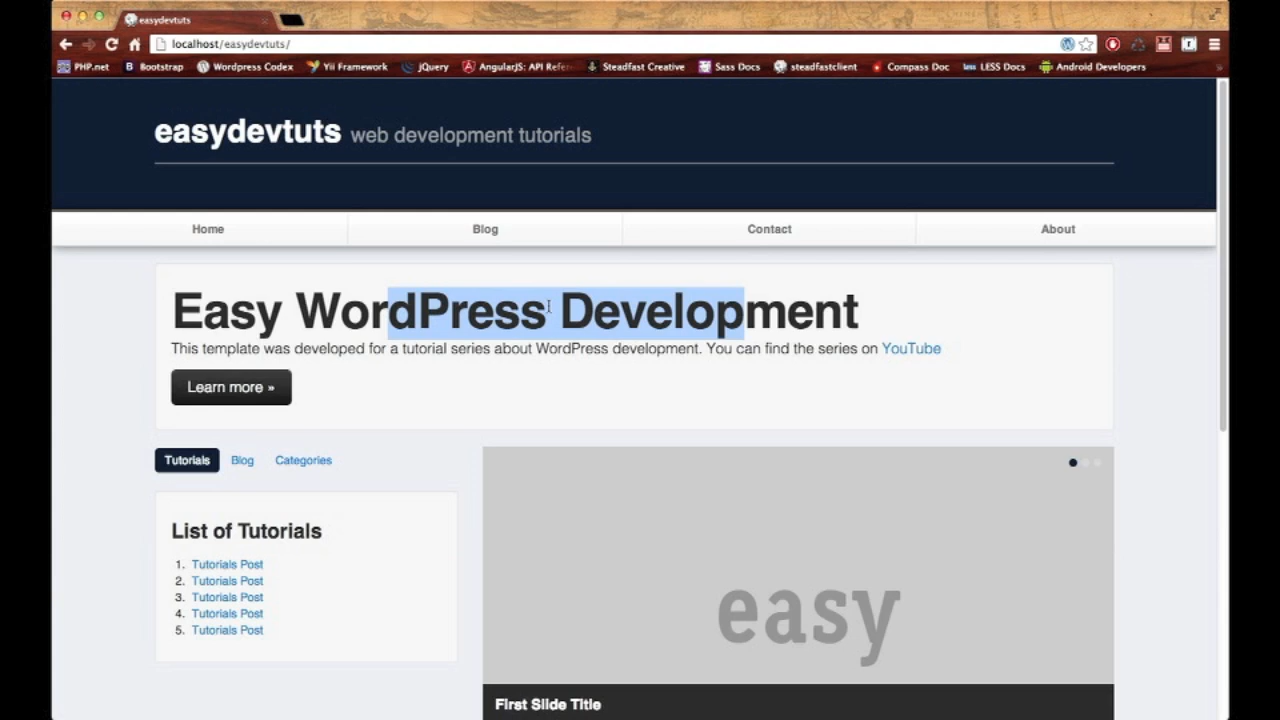 easydevtuts
localhost/easydevtuts/
PHP.net Bootstrap Wordpress Codex Yii Framework jQuery AngularJS: API Refer Steadfast Creative Sass Docs steadfastclient Compass Doc LESS Docs Android Developers
easydevtuts web development tutorials
Home Blog Contact About
Easy WordPress Development
This template was developed for a tutorial series about WordPress development. You can find the series on YouTube
Learn more »
Tutorials Blog Categories
List of Tutorials
1. Tutorials Post
2. Tutorials Post
3. Tutorials Post
4. Tutorials Post
5. Tutorials Post
easy
First Slide Title